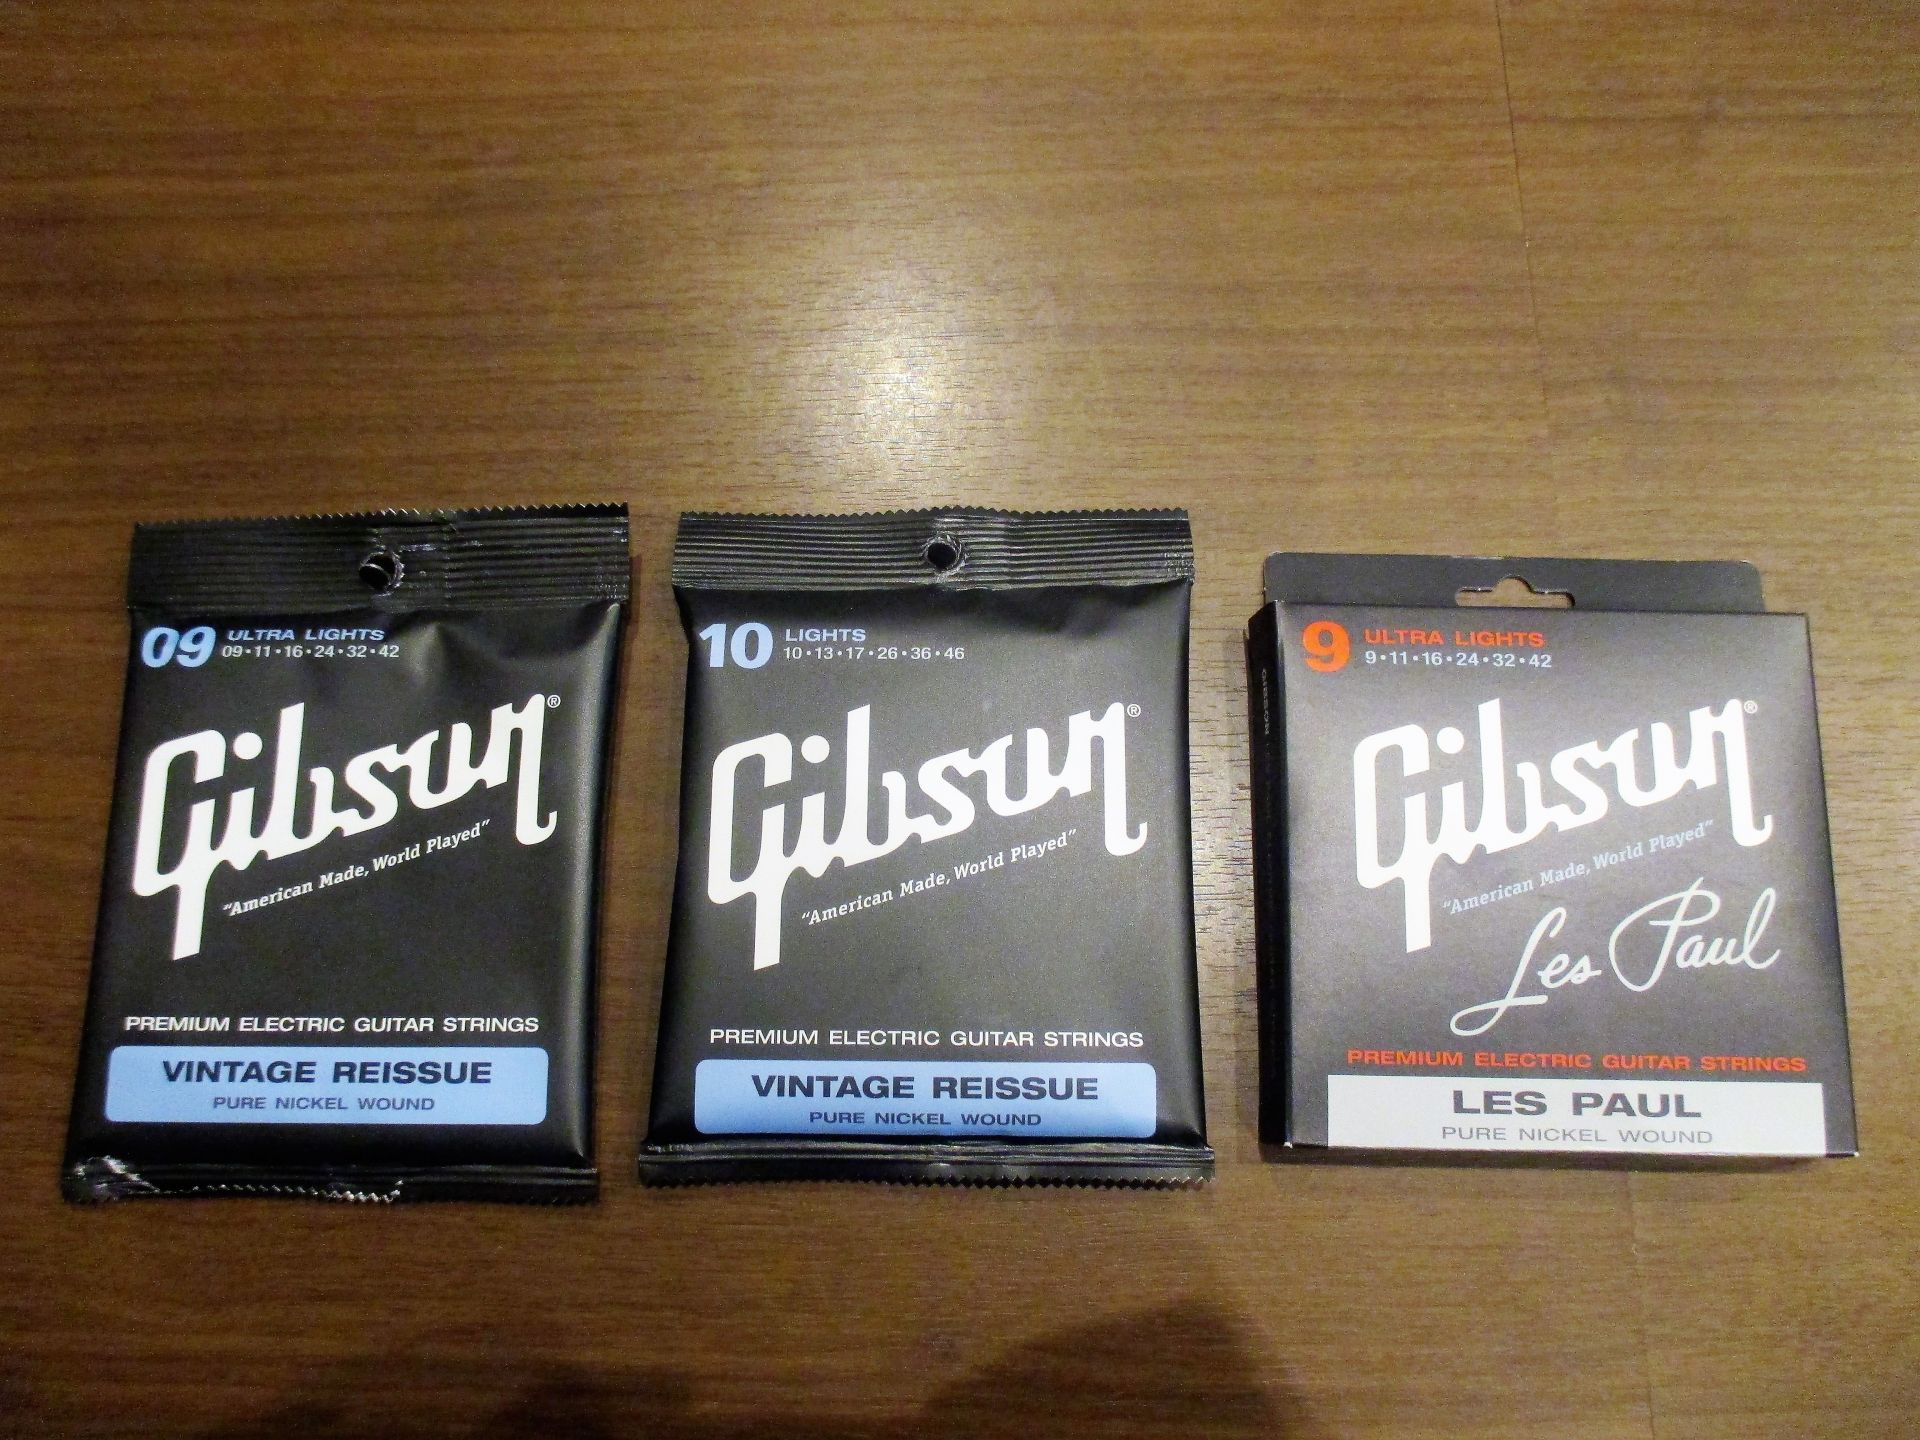 09 ULTRA LIGHTS
09•11•16•24•32•42
Gibson®
"American Made, World Played"
PREMIUM ELECTRIC GUITAR STRINGS
VINTAGE REISSUE
PURE NICKEL WOUND
10 LIGHTS
10•13•17•26•36•46
Gibson®
"American Made, World Played"
PREMIUM ELECTRIC GUITAR STRINGS
VINTAGE REISSUE
PURE NICKEL WOUND
9 ULTRA LIGHTS
9•11•16•24•32•42
Gibson®
"American Made, World Played"
Les Paul
PREMIUM ELECTRIC GUITAR STRINGS
LES PAUL
PURE NICKEL WOUND
GIBSON